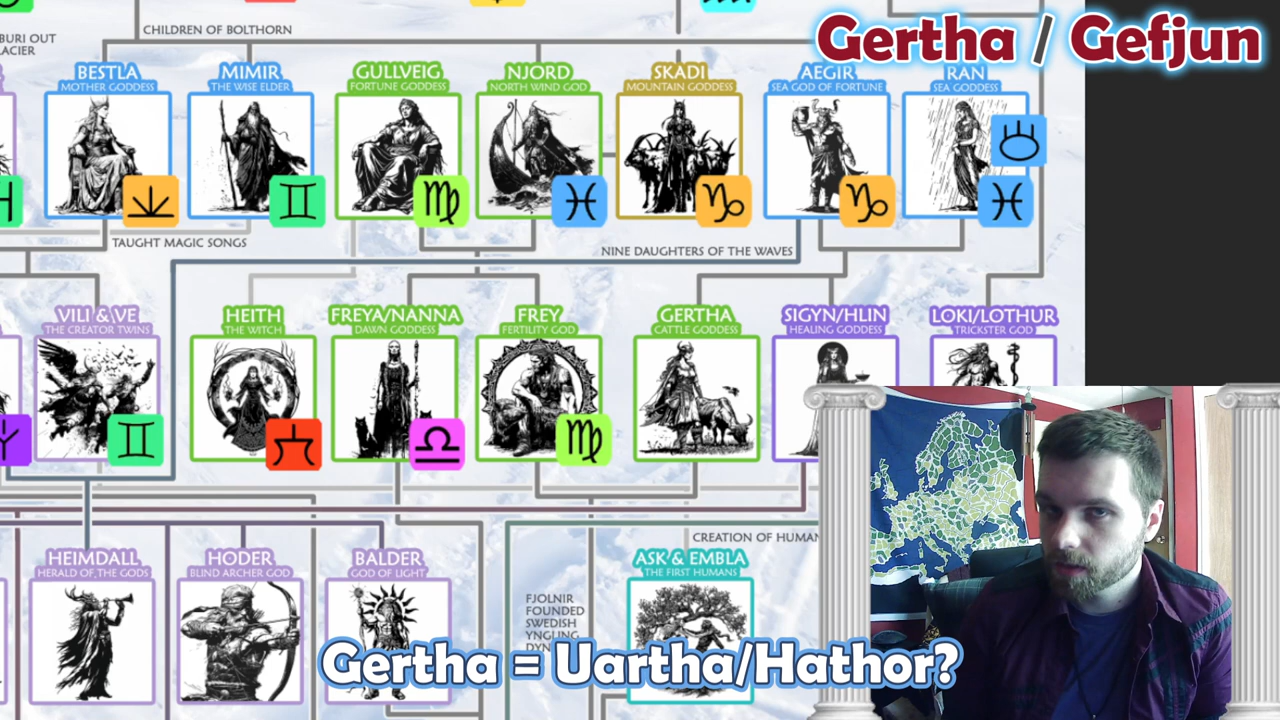 Gertha / Gefjun
CHILDREN OF BOLTHORN
BURI OUT
LACIER
BESTLA
MOTHER GODDESS
MIMIR
THE WISE ELDER
GULLVEIG
FORTUNE GODDESS
NJORD
NORTH WIND GOD
SKADI
MOUNTAIN GODDESS
AEGIR
SEA GOD OF FORTUNE
RAN
SEA GODDESS
TAUGHT MAGIC SONGS
NINE DAUGHTERS OF THE WAVES
VILI & VE
THE CREATOR TWINS
HEITH
THE WITCH
FREYA/NANNA
DAWN GODDESS
FREY
FERTILITY GOD
GERTHA
CATTLE GODDESS
SIGYN/HLIN
HEALING GODDESS
LOKI/LOTHUR
TRICKSTER GOD
CREATION OF HUMAN
HEIMDALL
HERALD OF THE GODS
HODER
BLIND ARCHER GOD
BALDER
GOD OF LIGHT
ASK & EMBLA
THE FIRST HUMANS
FJOLNIR
FOUNDED
SWEDISH
YNGLING
DYN
Gertha = Uartha/Hathor?